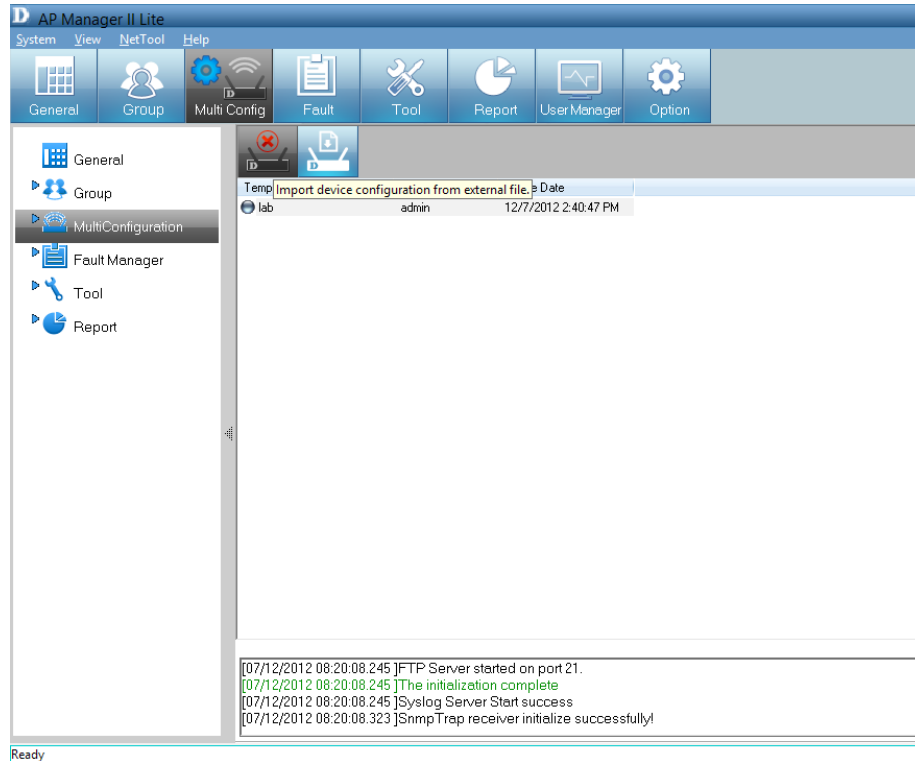 D AP Manager II Lite
System View NetTool Help
General Group Multi Config Fault Tool Report User Manager Option
General
Group
MultiConfiguration
Fault Manager
Tool
Report
D D
Temp Import device configuration from external file. e Date
lab admin 12/7/2012 2:40:47 PM
[07/12/2012 08:20:08.245 ]FTP Server started on port 21.
[07/12/2012 08:20:08.245 ]The initialization complete
[07/12/2012 08:20:08.245 ]Syslog Server Start success
[07/12/2012 08:20:08.323 ]SnmpTrap receiver initialize successfully!
Ready